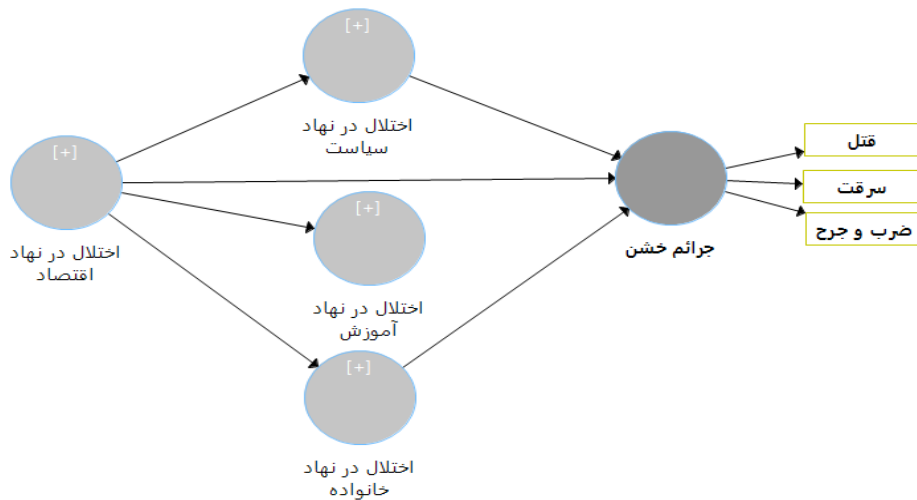 [+]
اختلال در نهاد
سیاست
[+]
اختلال در نهاد
اقتصاد
[+]
اختلال در نهاد
آموزش
[+]
اختلال در نهاد
خانواده
جرائم خشن
قتل
سرقت
ضرب و جرح